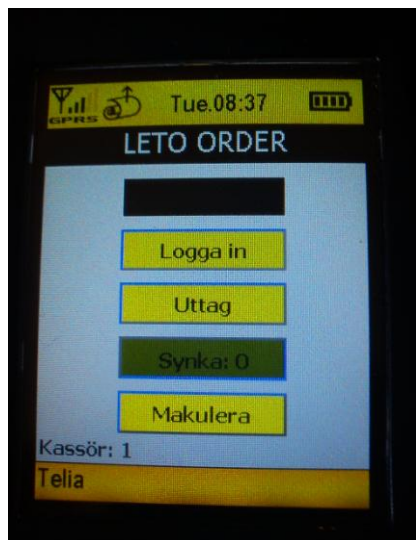 GPRS
Tue.08:37
LETO ORDER
Logga in
Uttag
Synka: 0
Makulera
Kassör: 1
Telia